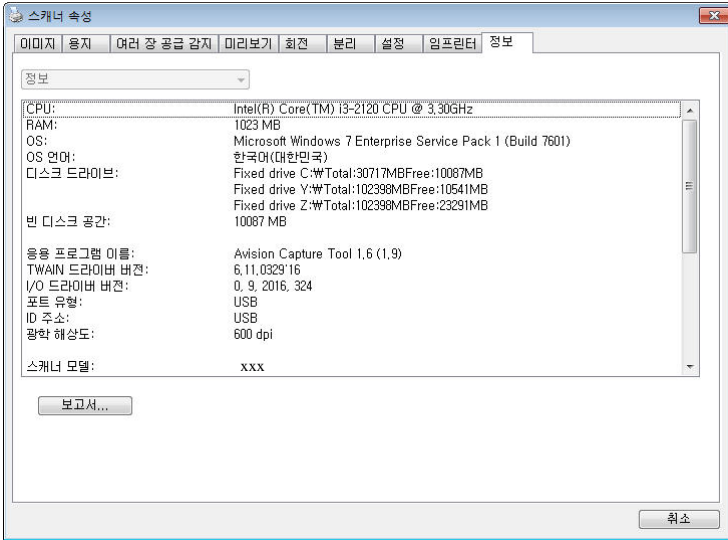 스캐너 속성
이미지 용지 여러 장 공급 감지 미리보기 회전 분리 설정 임프린터 정보
정보
CPU: Intel(R) Core(TM) i3-2120 CPU @ 3.30GHz
RAM: 1023 MB
OS: Microsoft Windows 7 Enterprise Service Pack 1 (Build 7601)
OS 언어: 한국어(대한민국)
디스크 드라이브: Fixed drive C:₩Total:30717MBFree:10087MB
Fixed drive Y:₩Total:102398MBFree:10541MB
Fixed drive Z:₩Total:102398MBFree:23291MB
빈 디스크 공간: 10087 MB
응용 프로그램 이름: Avision Capture Tool 1.6 (1.9)
TWAIN 드라이버 버전: 6.11.0329'16
I/O 드라이버 버전: 0, 9, 2016, 324
포트 유형: USB
ID 주소: USB
광학 해상도: 600 dpi
스캐너 모델: xxx
보고서...
취소